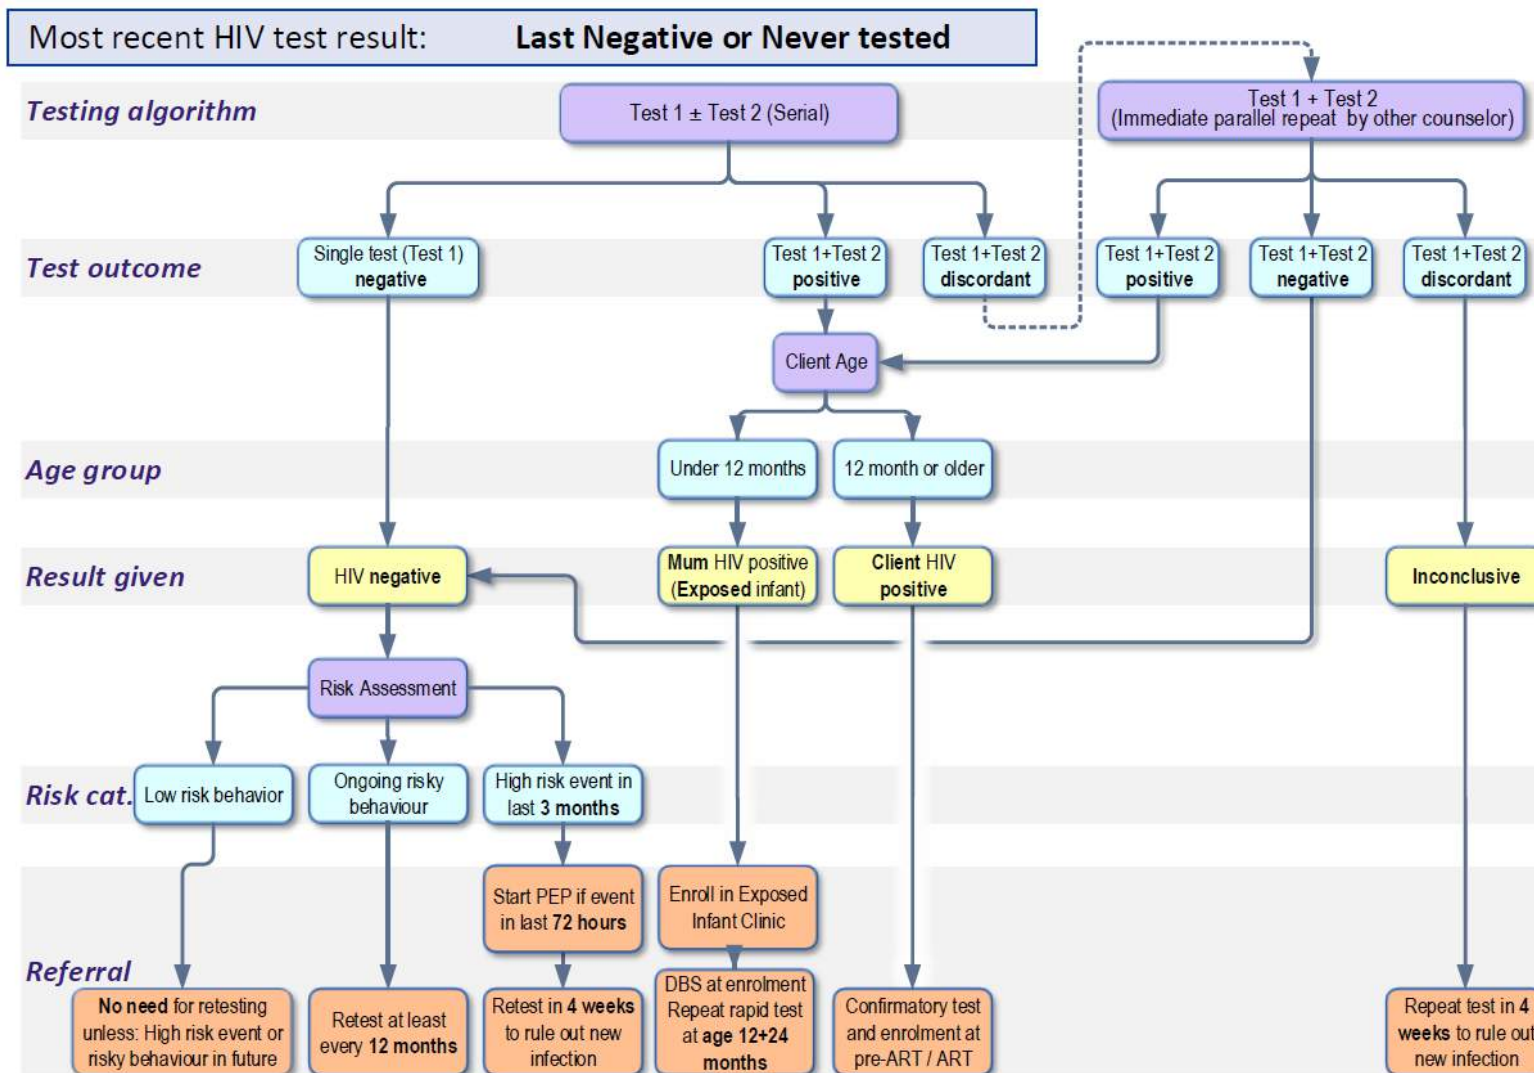 Most recent HIV test result: Last Negative or Never tested
Testing algorithm
Test 1 ± Test 2 (Serial)
Test 1 + Test 2
(Immediate parallel repeat by other counselor)
Test outcome
Single test (Test 1)
negative
Test 1+Test 2
positive
Test 1+Test 2
discordant
Test 1+Test 2
positive
Test 1+Test 2
negative
Test 1+Test 2
discordant
Client Age
Age group
Under 12 months
12 month or older
Result given
HIV negative
Mum HIV positive
(Exposed infant)
Client HIV
positive
Inconclusive
Risk Assessment
Risk cat.
Low risk behavior
Ongoing risky
behaviour
High risk event in
last 3 months
Referral
Start PEP if event
in last 72 hours
Enroll in Exposed
Infant Clinic
No need for retesting
unless: High risk event or
risky behaviour in future
Retest at least
every 12 months
Retest in 4 weeks
to rule out new
infection
DBS at enrolment
Repeat rapid test
at age 12+24
months
Confirmatory test
and enrolment at
pre-ART / ART
Repeat test in 4
weeks to rule out
new infection